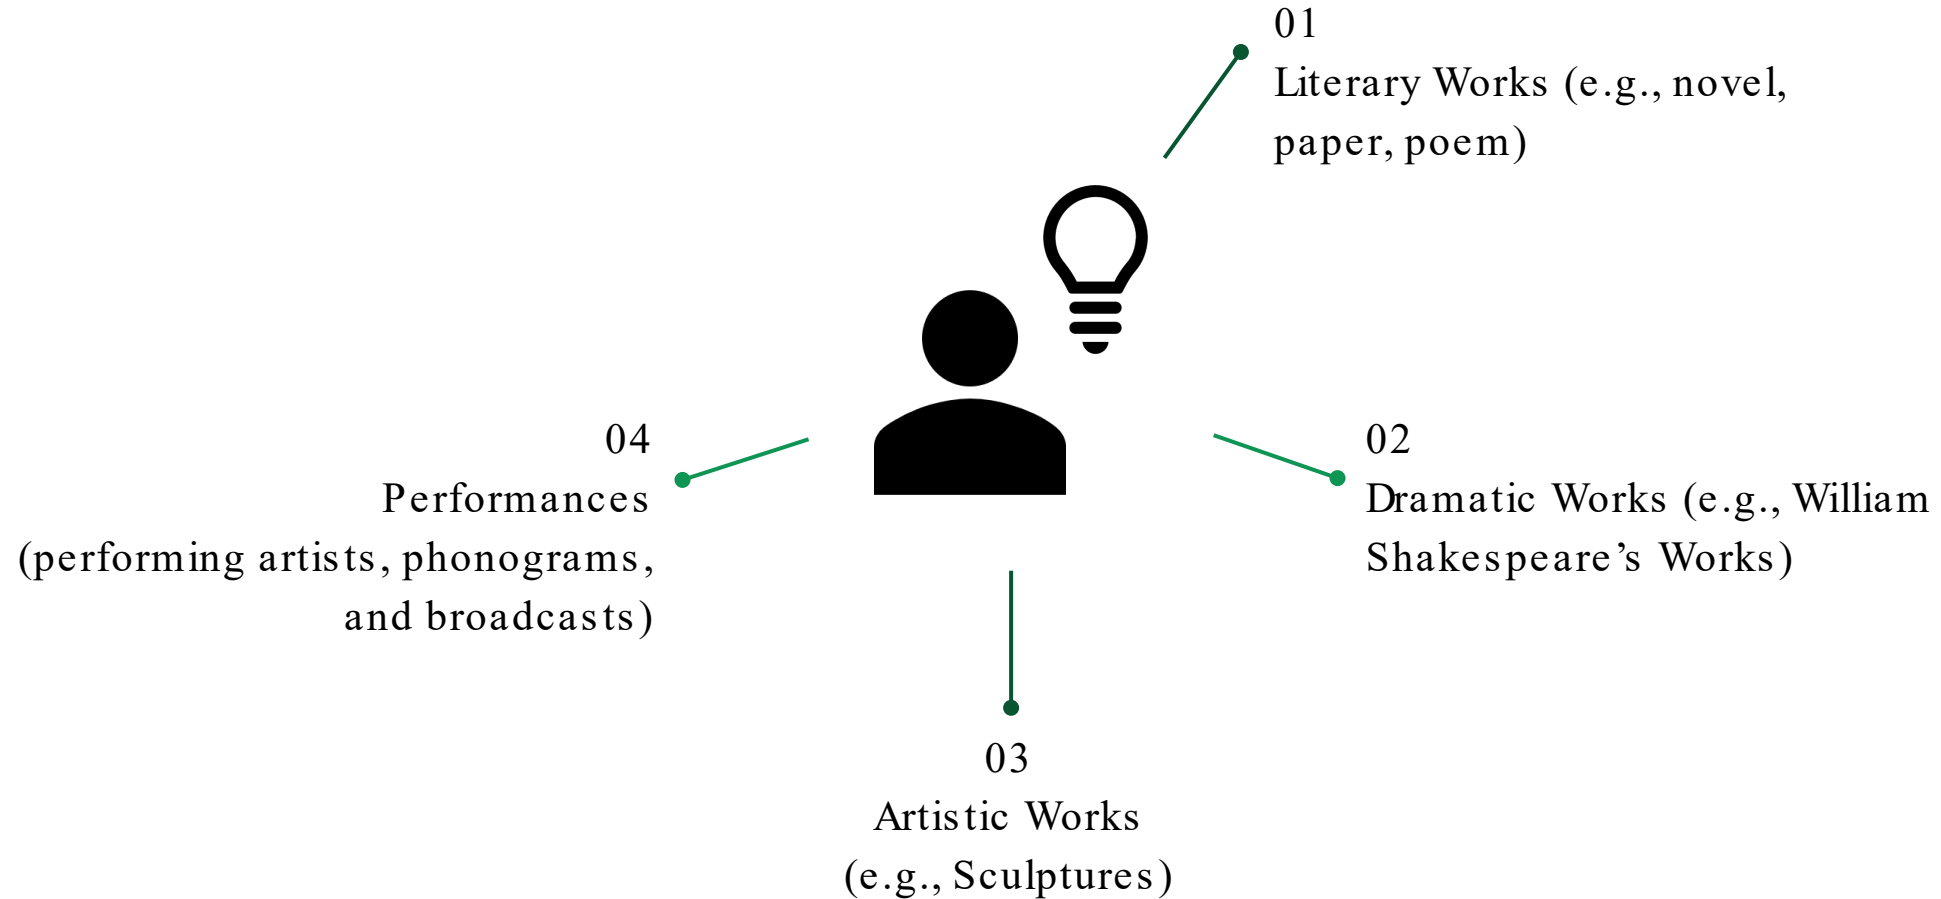 01
Literary Works (e.g., novel,
paper, poem)
02
Dramatic Works (e.g., William
Shakespeare’s Works)
03
Artistic Works
(e.g., Sculptures)
04
Performances
(performing artists, phonograms,
and broadcasts)